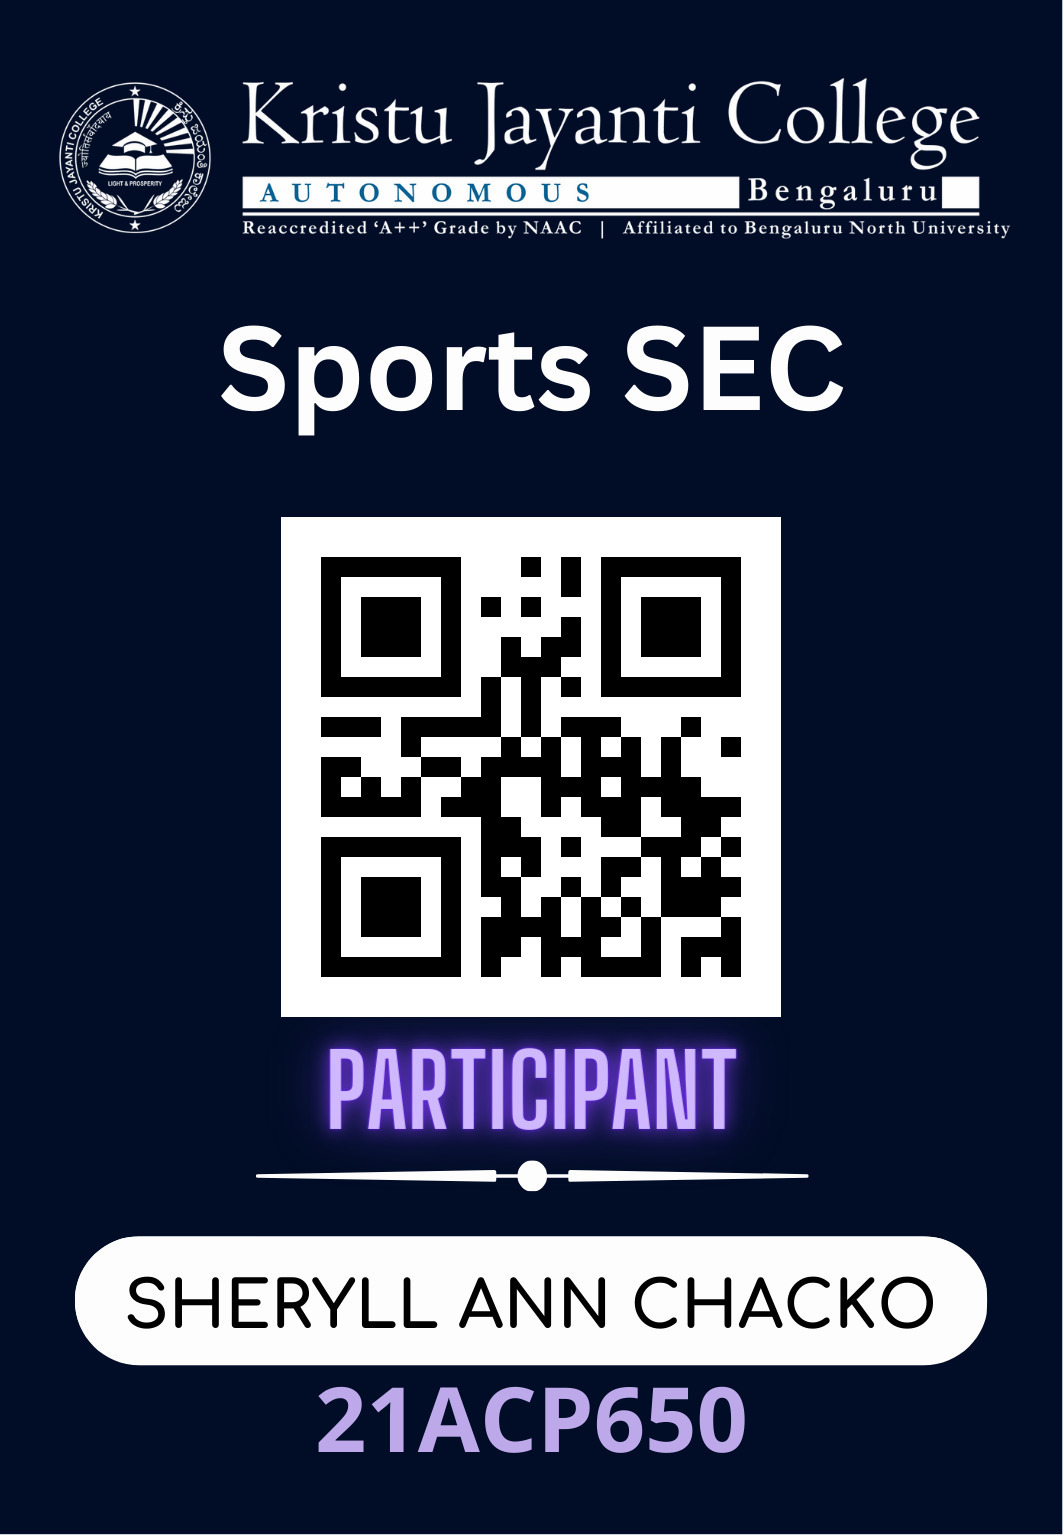 Kristu Jayanti College
AUTONOMOUS Bengaluru
Reaccredited ‘A++’ Grade by NAAC | Affiliated to Bengaluru North University
KRISTU JAYANTI COLLEGE
ಕ್ರಿಸ್ತು ಜಯಂತಿ ಕಾಲೇಜು
LIGHT & PROSPERITY
Sports SEC
PARTICIPANT
SHERYLL ANN CHACKO
21ACP650